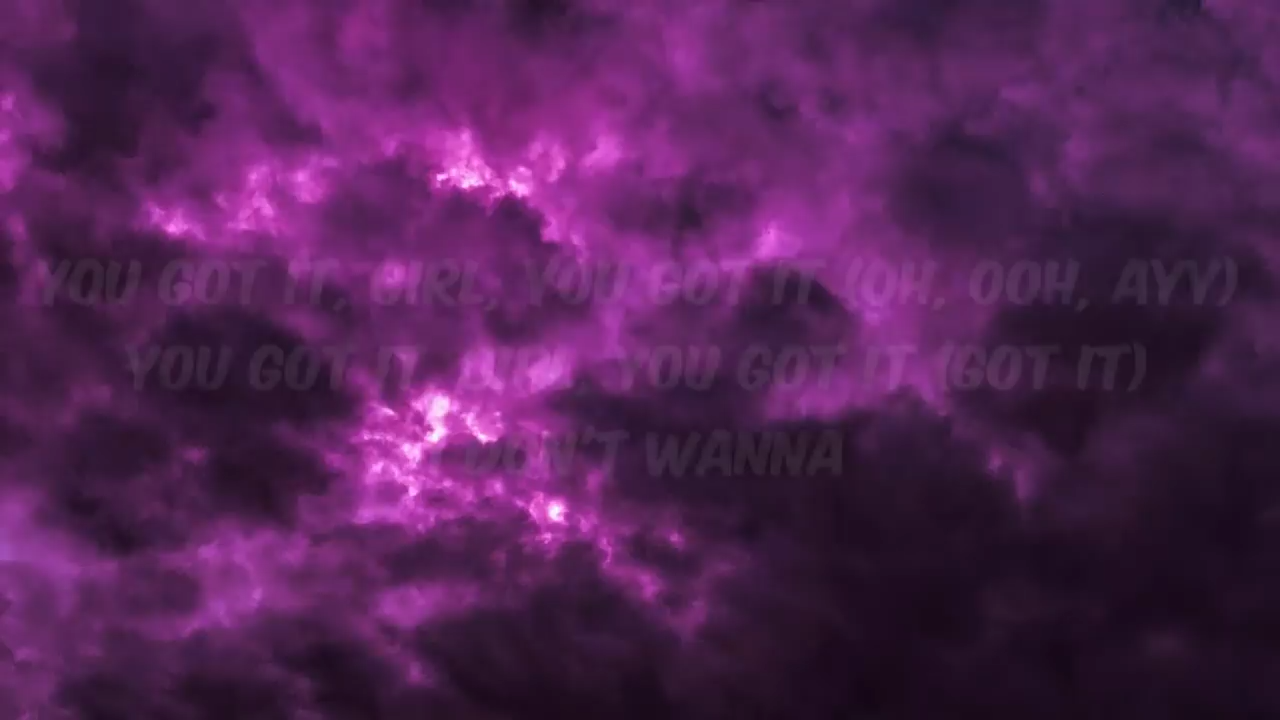 YOU GOT IT, GIRL, YOU GOT IT (OH, OOH, AYY)
YOU GOT IT, GIRL, YOU GOT IT (GOT IT)
I DON'T WANNA